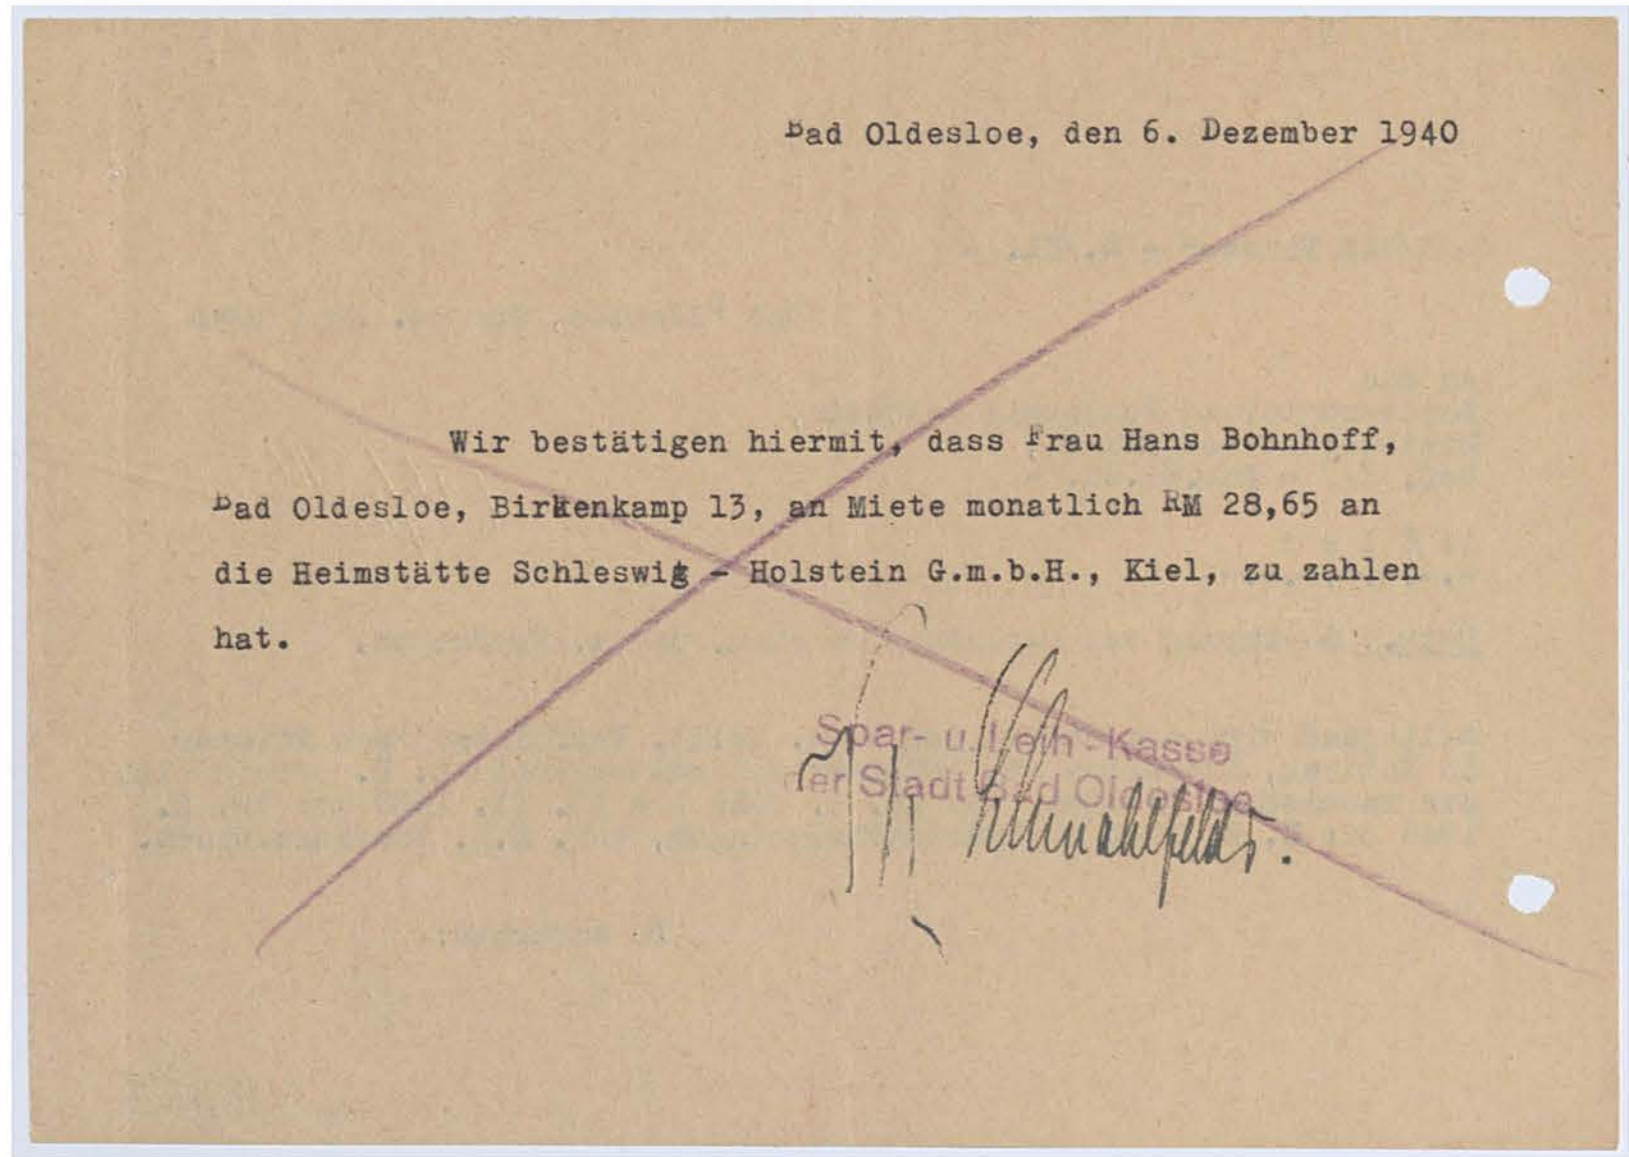 Bad Oldesloe, den 6. Dezember 1940
Wir bestätigen hiermit, dass Frau Hans Bohnhoff,
Bad Oldesloe, Birkenkamp 13, an Miete monatlich RM 28,65 an
die Heimstätte Schleswig - Holstein G.m.b.H., Kiel, zu zahlen
hat.
Spar- u. Leih-Kasse
der Stadt Bad Oldesloe